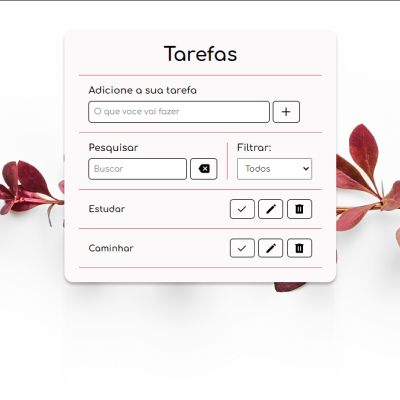 Tarefas
Adicione a sua tarefa
O que voce vai fazer
Pesquisar
Filtrar:
Buscar
Todos
Estudar
Caminhar